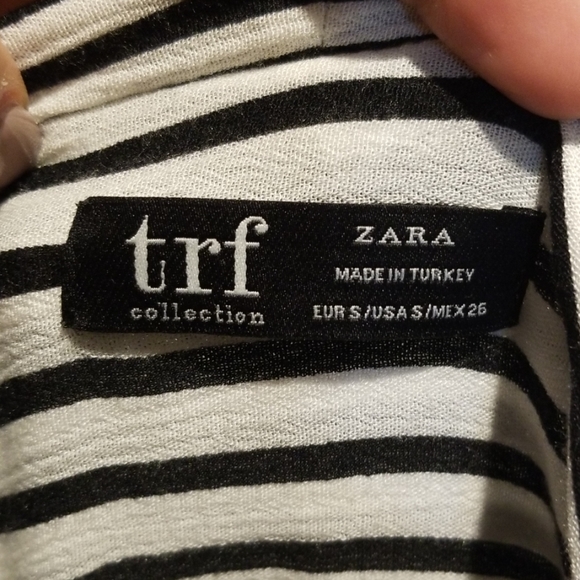 trf
collection
ZARA
MADE IN TURKEY
EUR S/USA S/MEX 26